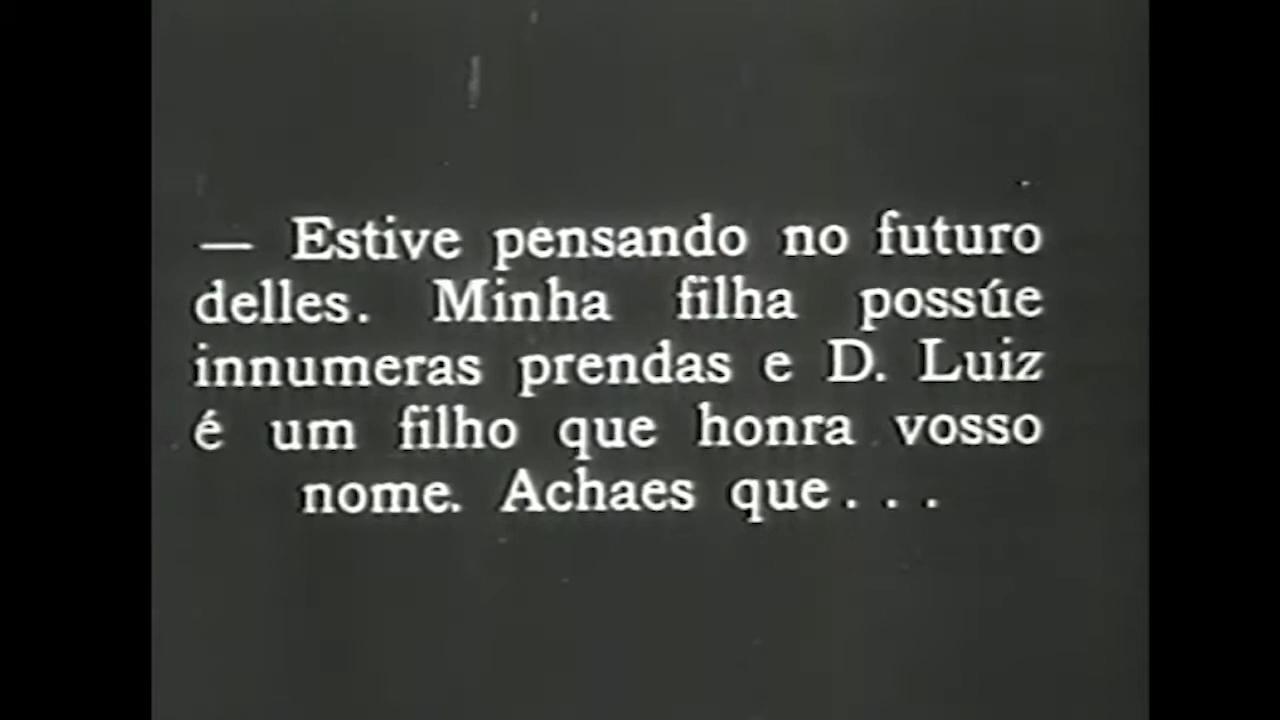 — Estive pensando no futuro
delles. Minha filha possúe
innumeras prendas e D. Luiz
é um filho que honra vosso
nome. Achaes que...